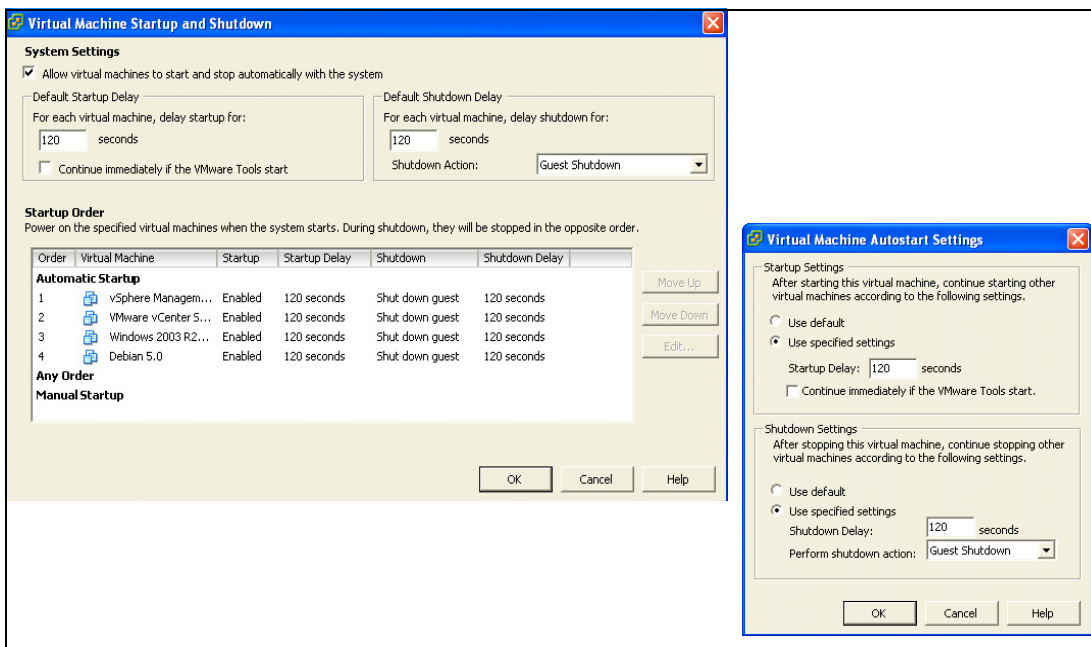 Virtual Machine Startup and Shutdown
System Settings
Allow virtual machines to start and stop automatically with the system
Default Startup Delay
For each virtual machine, delay startup for:
120 seconds
Continue immediately if the VMware Tools start
Default Shutdown Delay
For each virtual machine, delay shutdown for:
120 seconds
Shutdown Action: Guest Shutdown
Startup Order
Power on the specified virtual machines when the system starts. During shutdown, they will be stopped in the opposite order.
Order Virtual Machine Startup Startup Delay Shutdown Shutdown Delay
Automatic Startup
1 vSphere Managem... Enabled 120 seconds Shut down guest 120 seconds
2 VMware vCenter S... Enabled 120 seconds Shut down guest 120 seconds
3 Windows 2003 R2... Enabled 120 seconds Shut down guest 120 seconds
4 Debian 5.0 Enabled 120 seconds Shut down guest 120 seconds
Any Order
Manual Startup
Move Up
Move Down
Edit...
OK Cancel Help
Virtual Machine Autostart Settings
Startup Settings
After starting this virtual machine, continue starting other
virtual machines according to the following settings.
Use default
Use specified settings
Startup Delay: 120 seconds
Continue immediately if the VMware Tools start.
Shutdown Settings
After stopping this virtual machine, continue stopping other
virtual machines according to the following settings.
Use default
Use specified settings
Shutdown Delay: 120 seconds
Perform shutdown action: Guest Shutdown
OK Cancel Help